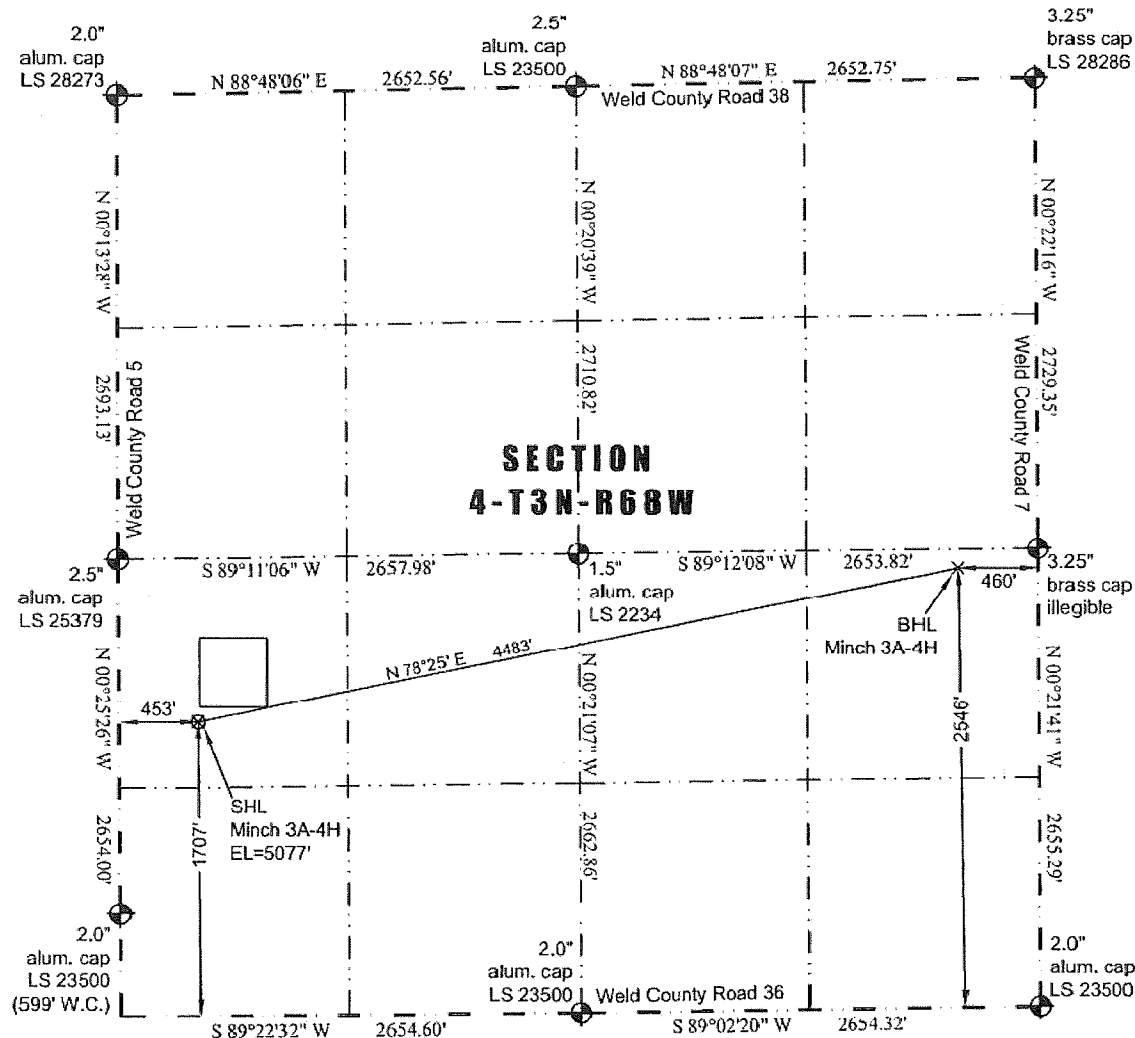 2.0"
alum. cap
LS 28273
2.5"
alum. cap
LS 23500
3.25"
brass cap
LS 28286
N 88°48'06" E 2652.56'
N 88°48'07" E 2652.75'
Weld County Road 38
N 00°13'28" W 2693.13'
Weld County Road 5
N 00°20'39" W 2710.82'
N 00°22'16" W 2729.35'
Weld County Road 7
SECTION
4-T3N-R68W
2.5"
alum. cap
LS 25379
S 89°11'06" W 2657.98'
1.5"
alum. cap
LS 2234
S 89°12'08" W 2653.82'
460'
3.25"
brass cap
illegible
BHL
Minch 3A-4H
N 78°25' E 4483'
453'
N 00°25'26" W 2654.00'
N 00°21'07" W 2662.86'
2546'
N 00°21'41" W 2655.29'
SHL
Minch 3A-4H
EL=5077'
1707'
2.0"
alum. cap
LS 23500
(599' W.C.)
2.0"
alum. cap
LS 23500
Weld County Road 36
2.0"
alum. cap
LS 23500
S 89°22'32" W 2654.60'
S 89°02'20" W 2654.32'